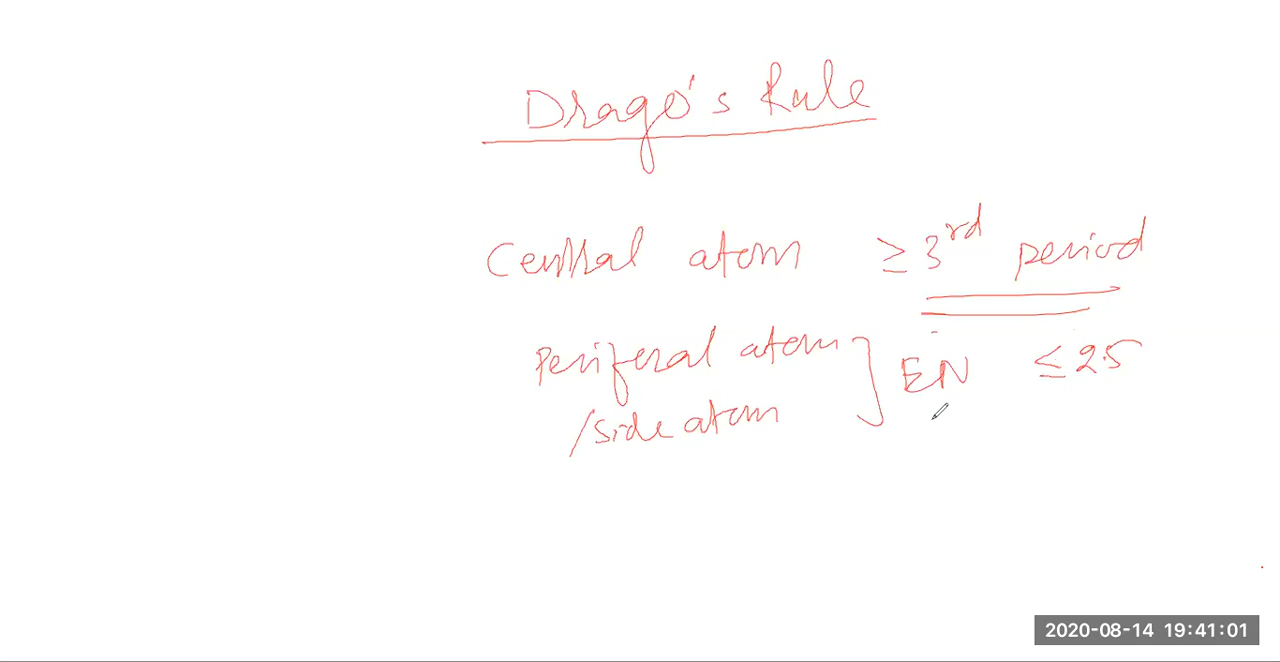 Drago's Rule
Central atom ≥ 3rd period
Periferal atom } EN ≤ 2.5
/side atom
2020-08-14 19:41:01